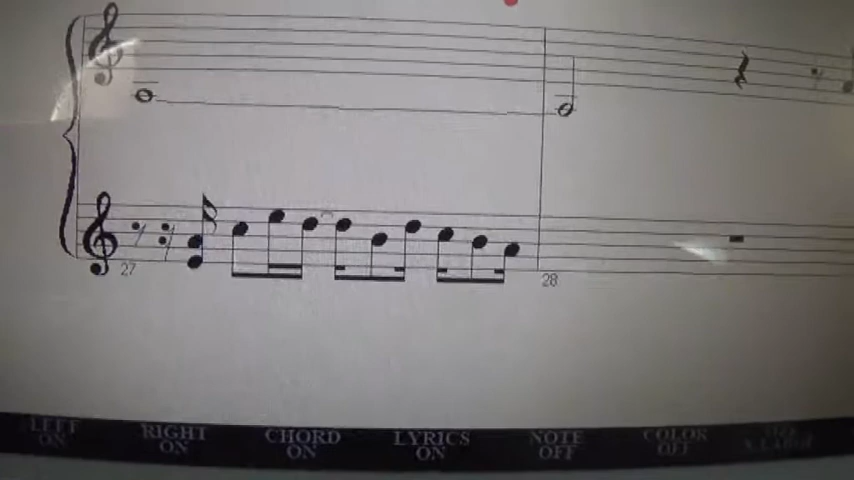 27
28
LEFT RIGHT CHORD LYRICS NOTE COLOR
ON ON ON ON OFF OFF